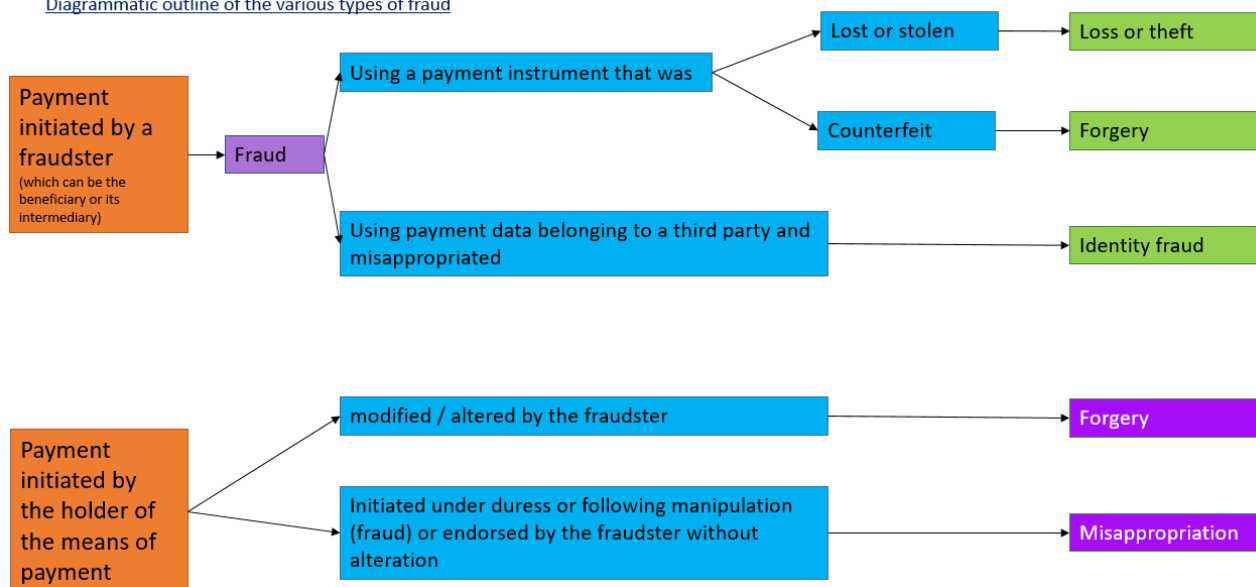 Diagrammatic outline of the various types of fraud
Payment
initiated by a
fraudster
(which can be the
beneficiary or its
intermediary)
Fraud
Using a payment instrument that was
Lost or stolen
Loss or theft
Counterfeit
Forgery
Using payment data belonging to a third party and
misappropriated
Identity fraud
Payment
initiated by
the holder of
the means of
payment
modified / altered by the fraudster
Forgery
Initiated under duress or following manipulation
(fraud) or endorsed by the fraudster without
alteration
Misappropriation